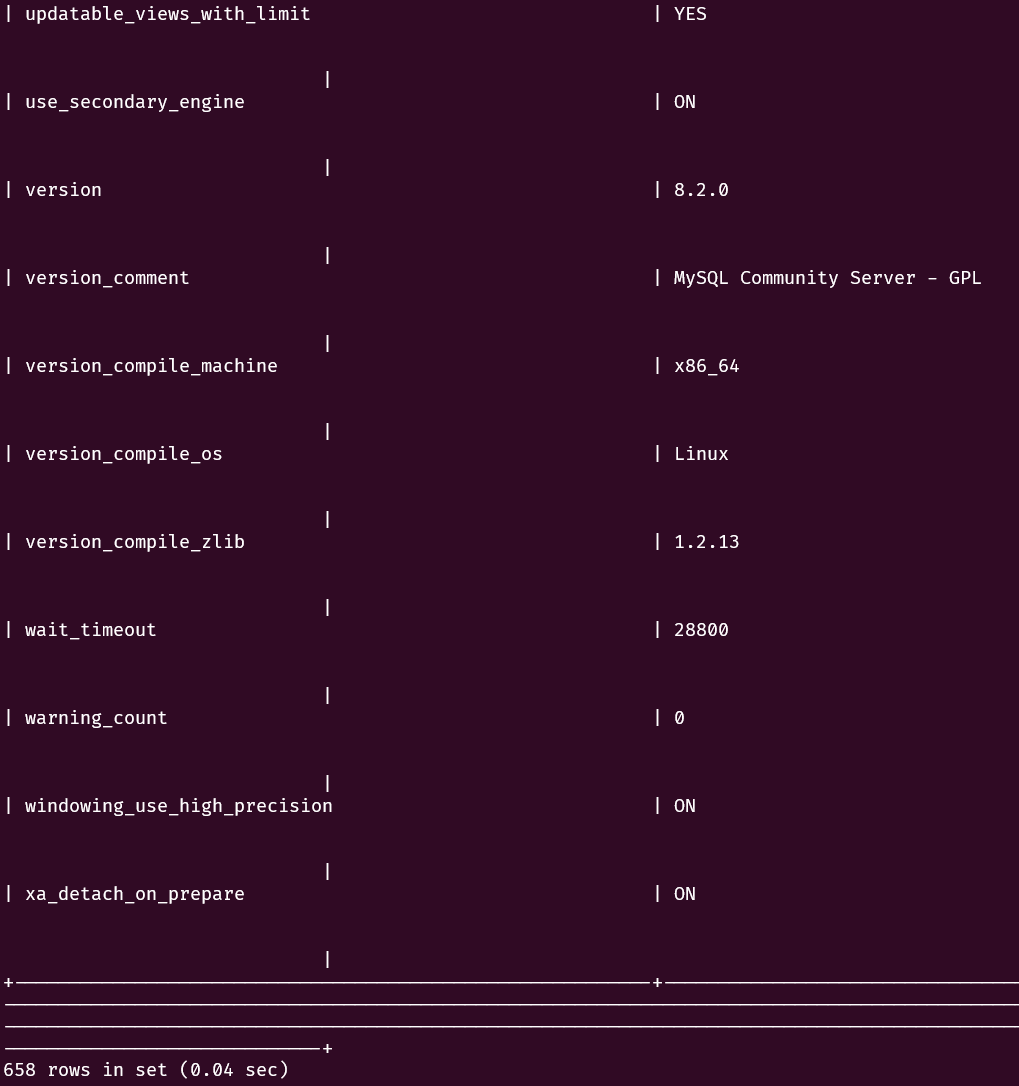 | updatable_views_with_limit | YES
|
| use_secondary_engine | ON
|
| version | 8.2.0
|
| version_comment | MySQL Community Server - GPL
|
| version_compile_machine | x86_64
|
| version_compile_os | Linux
|
| version_compile_zlib | 1.2.13
|
| wait_timeout | 28800
|
| warning_count | 0
|
| windowing_use_high_precision | ON
|
| xa_detach_on_prepare | ON
|
+----------------------------------------------------------+---------------------------------
---------------------------------------------------------------------------------------------
---------------------------------------------------------------------------------------------
-----------------------------+
658 rows in set (0.04 sec)